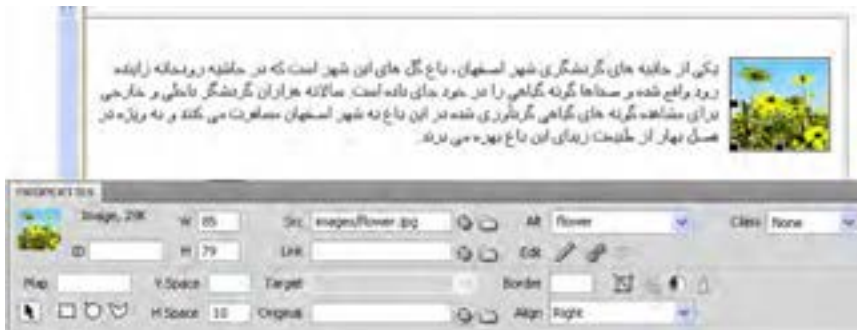 یکی از جاذبه های گردشگری شهر اصفهان، باغ گل های این شهر است که در حاشیه رودخانه زاینده
رود واقع شده و صدها گونه گیاهی را در خود جای داده است. سالانه هزاران گردشگر داخلی و خارجی
برای مشاهده گونه های گیاهی گردآوری شده در این باغ به شهر اصفهان مسافرت می کنند و به ویژه در
فصل بهار از طبیعت زیبای این باغ بهره می برند.
PROPERTIES
Image, 29K W 85 Src images/flower.jpg Alt flower Class None
ID H 79 Link Edit
Map V Space Target Border
H Space 10 Original Align Right